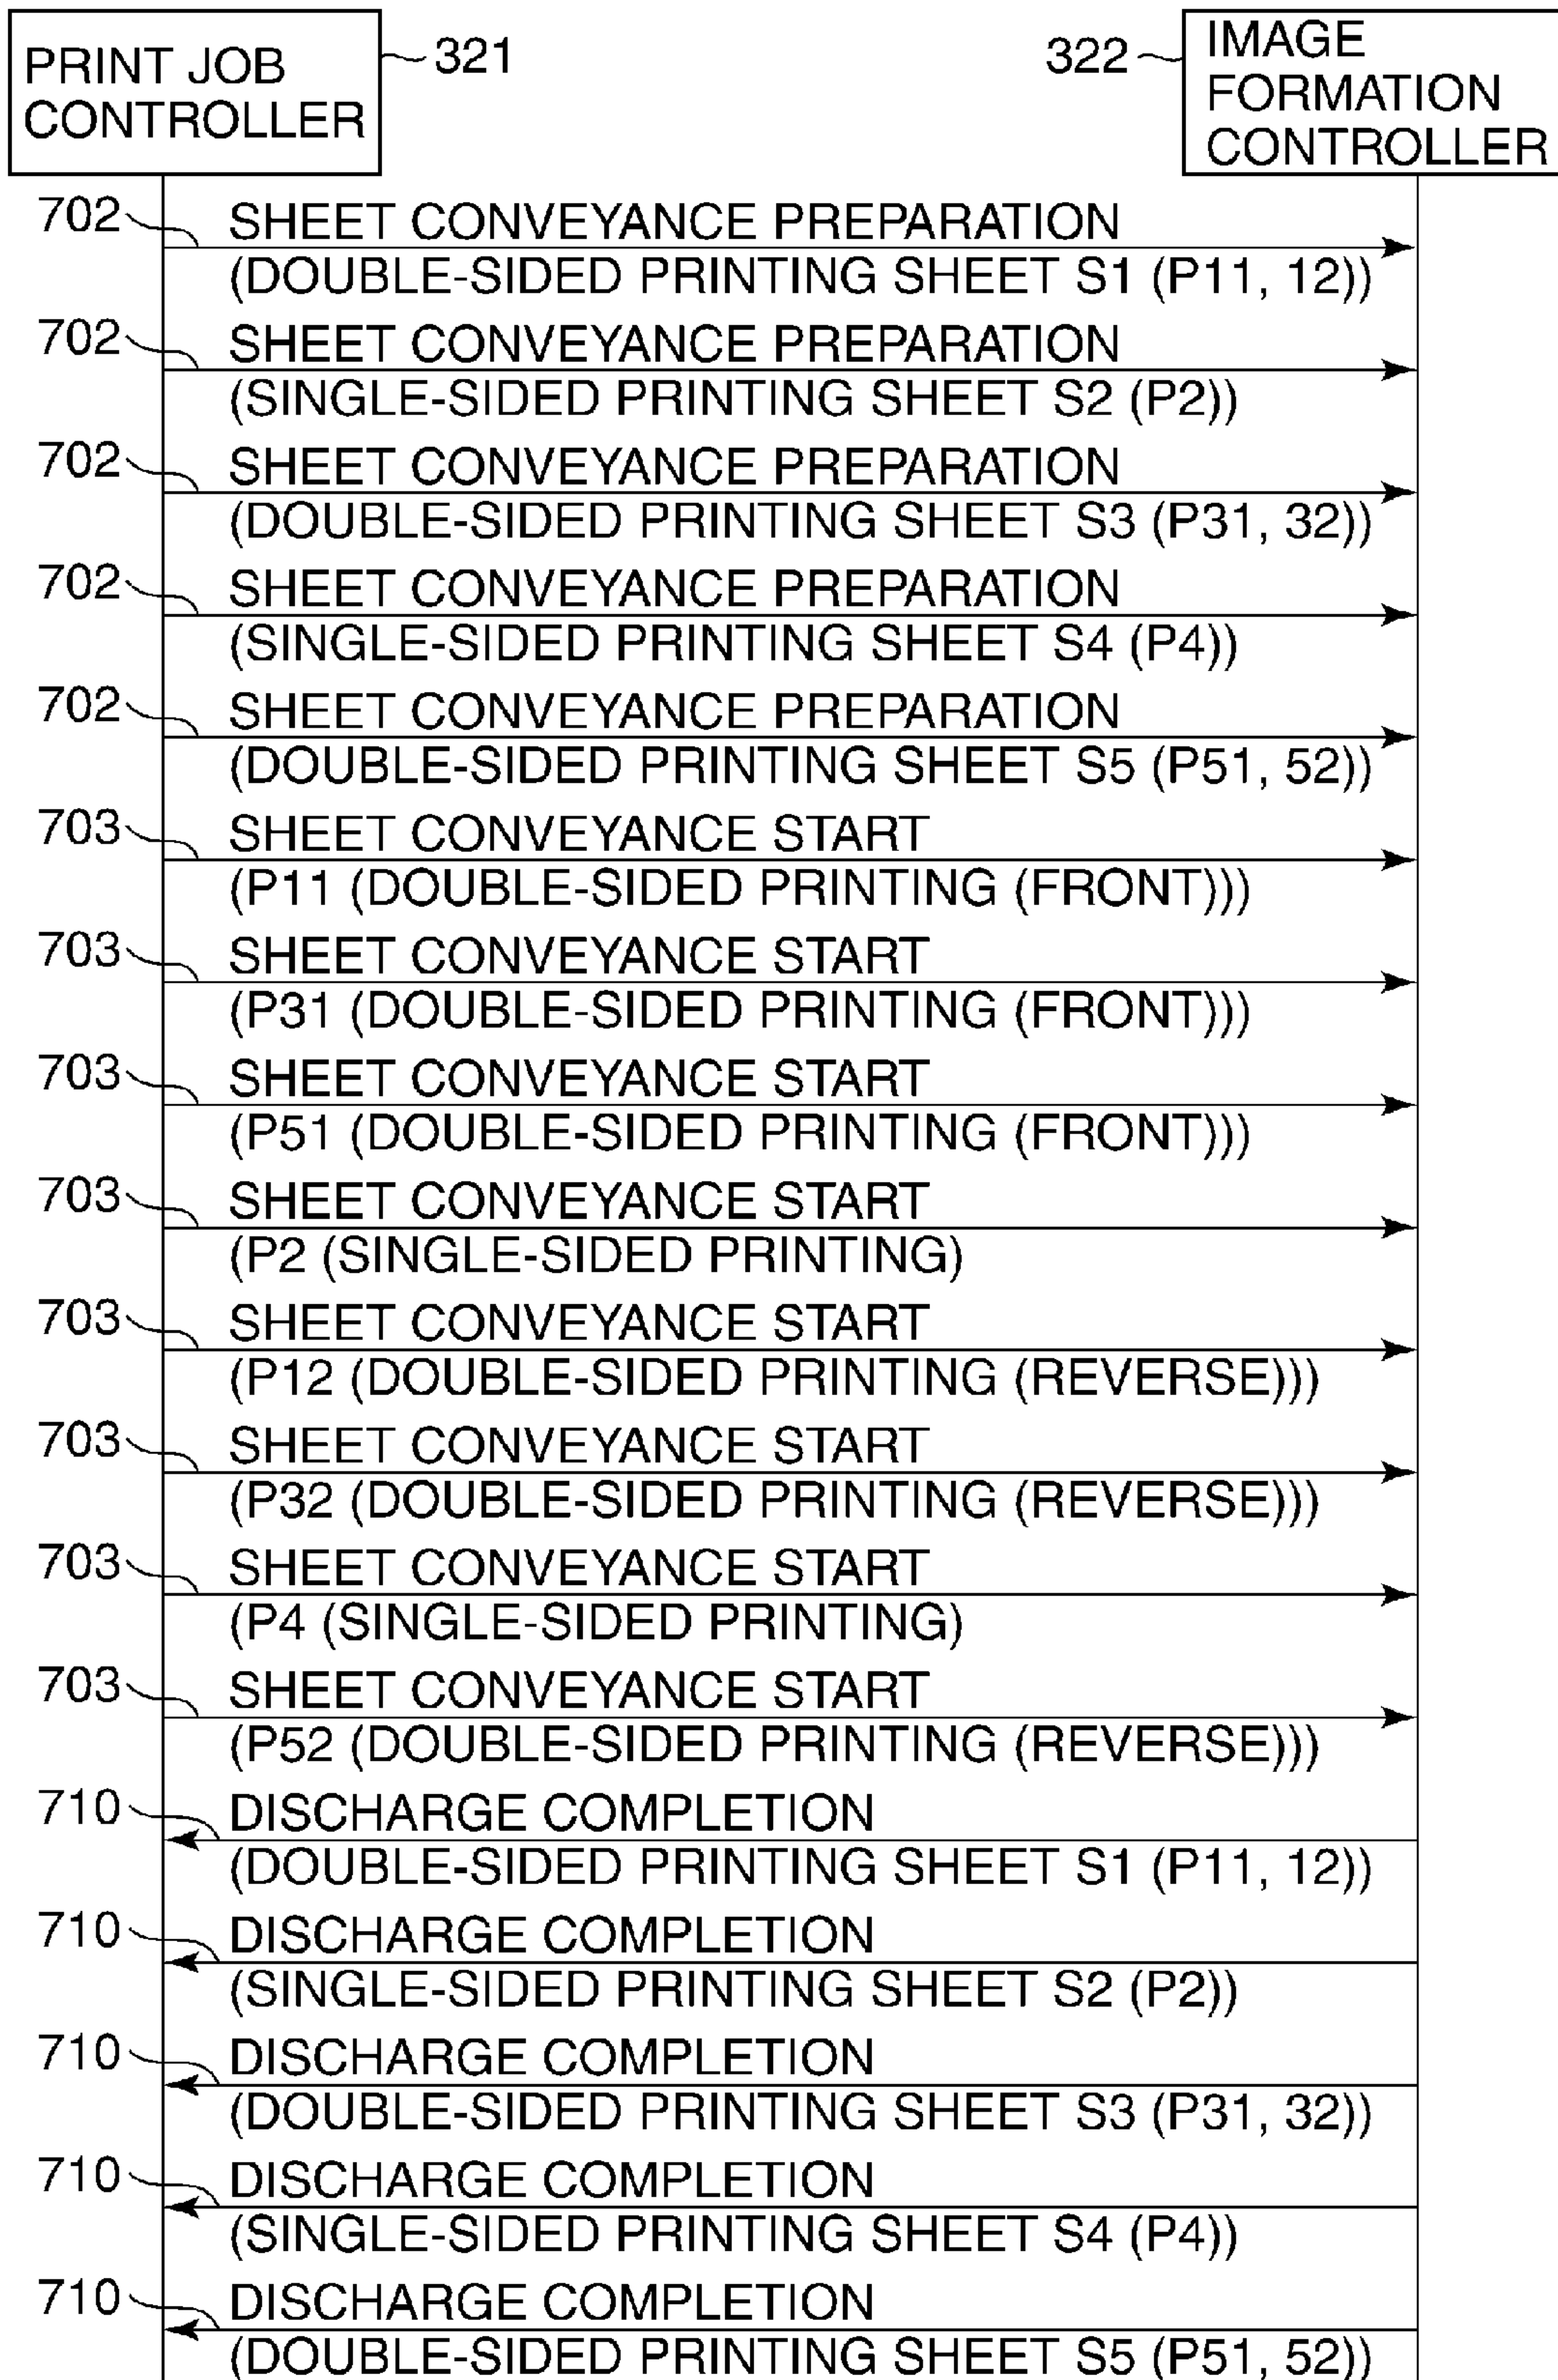 PRINT JOB
CONTROLLER
321
322
IMAGE
FORMATION
CONTROLLER
702
SHEET CONVEYANCE PREPARATION
(DOUBLE-SIDED PRINTING SHEET S1 (P11, 12))
702
SHEET CONVEYANCE PREPARATION
(SINGLE-SIDED PRINTING SHEET S2 (P2))
702
SHEET CONVEYANCE PREPARATION
(DOUBLE-SIDED PRINTING SHEET S3 (P31, 32))
702
SHEET CONVEYANCE PREPARATION
(SINGLE-SIDED PRINTING SHEET S4 (P4))
702
SHEET CONVEYANCE PREPARATION
(DOUBLE-SIDED PRINTING SHEET S5 (P51, 52))
703
SHEET CONVEYANCE START
(P11 (DOUBLE-SIDED PRINTING (FRONT)))
703
SHEET CONVEYANCE START
(P31 (DOUBLE-SIDED PRINTING (FRONT)))
703
SHEET CONVEYANCE START
(P51 (DOUBLE-SIDED PRINTING (FRONT)))
703
SHEET CONVEYANCE START
(P2 (SINGLE-SIDED PRINTING)
703
SHEET CONVEYANCE START
(P12 (DOUBLE-SIDED PRINTING (REVERSE)))
703
SHEET CONVEYANCE START
(P32 (DOUBLE-SIDED PRINTING (REVERSE)))
703
SHEET CONVEYANCE START
(P4 (SINGLE-SIDED PRINTING)
703
SHEET CONVEYANCE START
(P52 (DOUBLE-SIDED PRINTING (REVERSE)))
710
DISCHARGE COMPLETION
(DOUBLE-SIDED PRINTING SHEET S1 (P11, 12))
710
DISCHARGE COMPLETION
(SINGLE-SIDED PRINTING SHEET S2 (P2))
710
DISCHARGE COMPLETION
(DOUBLE-SIDED PRINTING SHEET S3 (P31, 32))
710
DISCHARGE COMPLETION
(SINGLE-SIDED PRINTING SHEET S4 (P4))
710
DISCHARGE COMPLETION
(DOUBLE-SIDED PRINTING SHEET S5 (P51, 52))